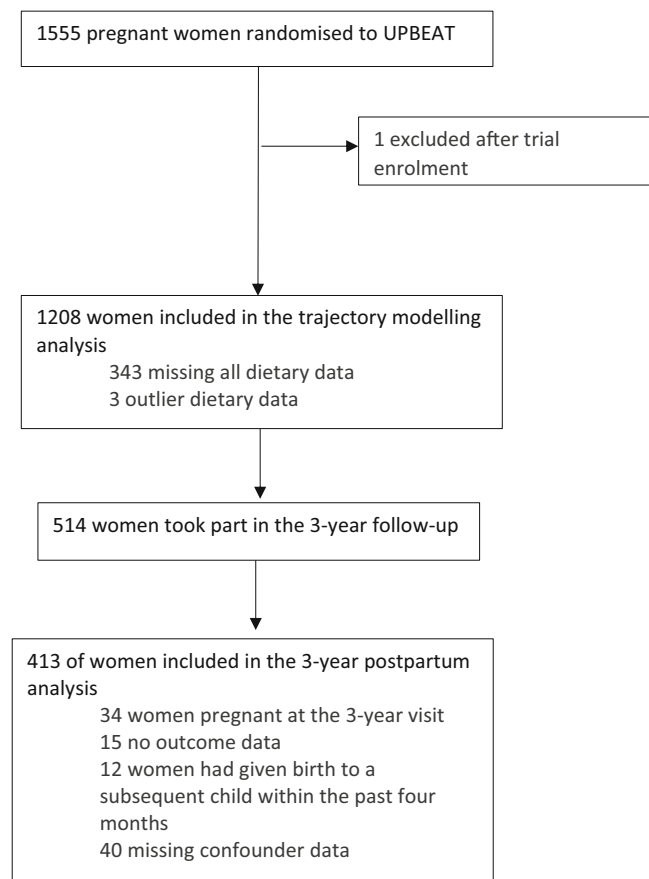 1555 pregnant women randomised to UPBEAT
1 excluded after trial
enrolment
1208 women included in the trajectory modelling
analysis
343 missing all dietary data
3 outlier dietary data
514 women took part in the 3-year follow-up
413 of women included in the 3-year postpartum
analysis
34 women pregnant at the 3-year visit
15 no outcome data
12 women had given birth to a
subsequent child within the past four
months
40 missing confounder data